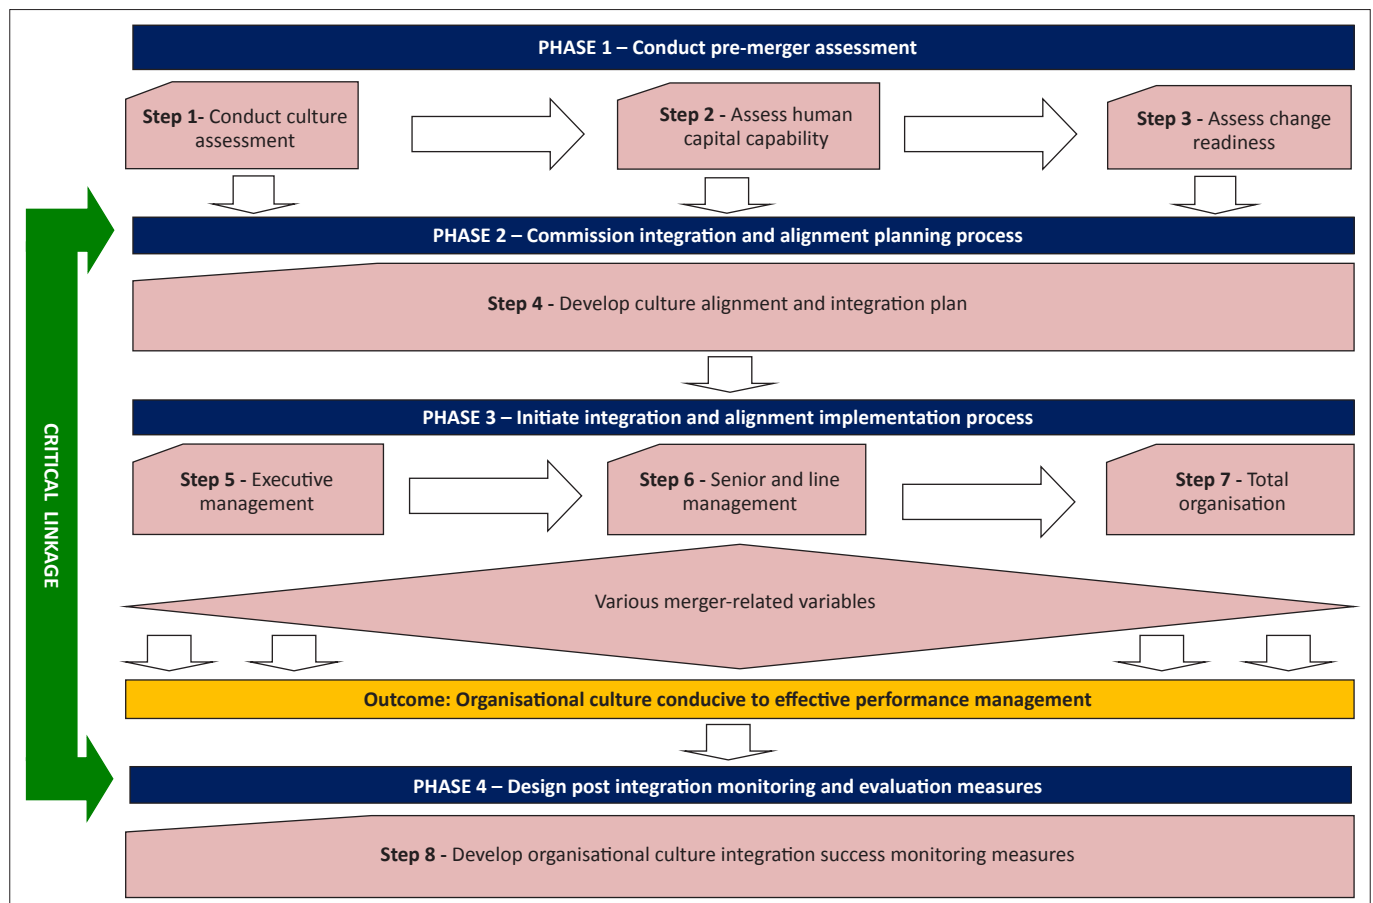 PHASE 1 – Conduct pre-merger assessment
Step 1- Conduct culture
assessment
Step 2 - Assess human
capital capability
Step 3 - Assess change
readiness
PHASE 2 – Commission integration and alignment planning process
Step 4 - Develop culture alignment and integration plan
PHASE 3 – Initiate integration and alignment implementation process
Step 5 - Executive
management
Step 6 - Senior and line
management
Step 7 - Total
organisation
CRITICAL LINKAGE
Various merger-related variables
Outcome: Organisational culture conducive to effective performance management
PHASE 4 – Design post integration monitoring and evaluation measures
Step 8 - Develop organisational culture integration success monitoring measures